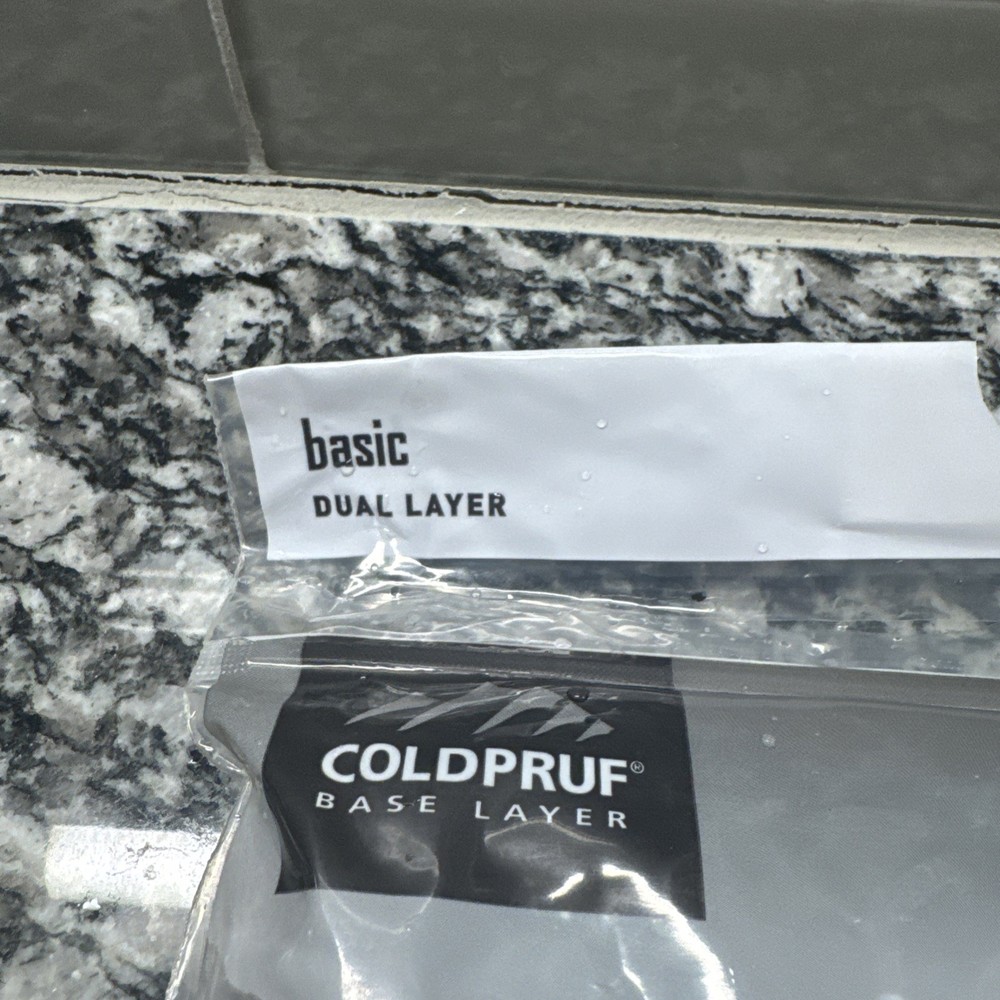 basic
DUAL LAYER
COLDPRUF®
BASE LAYER